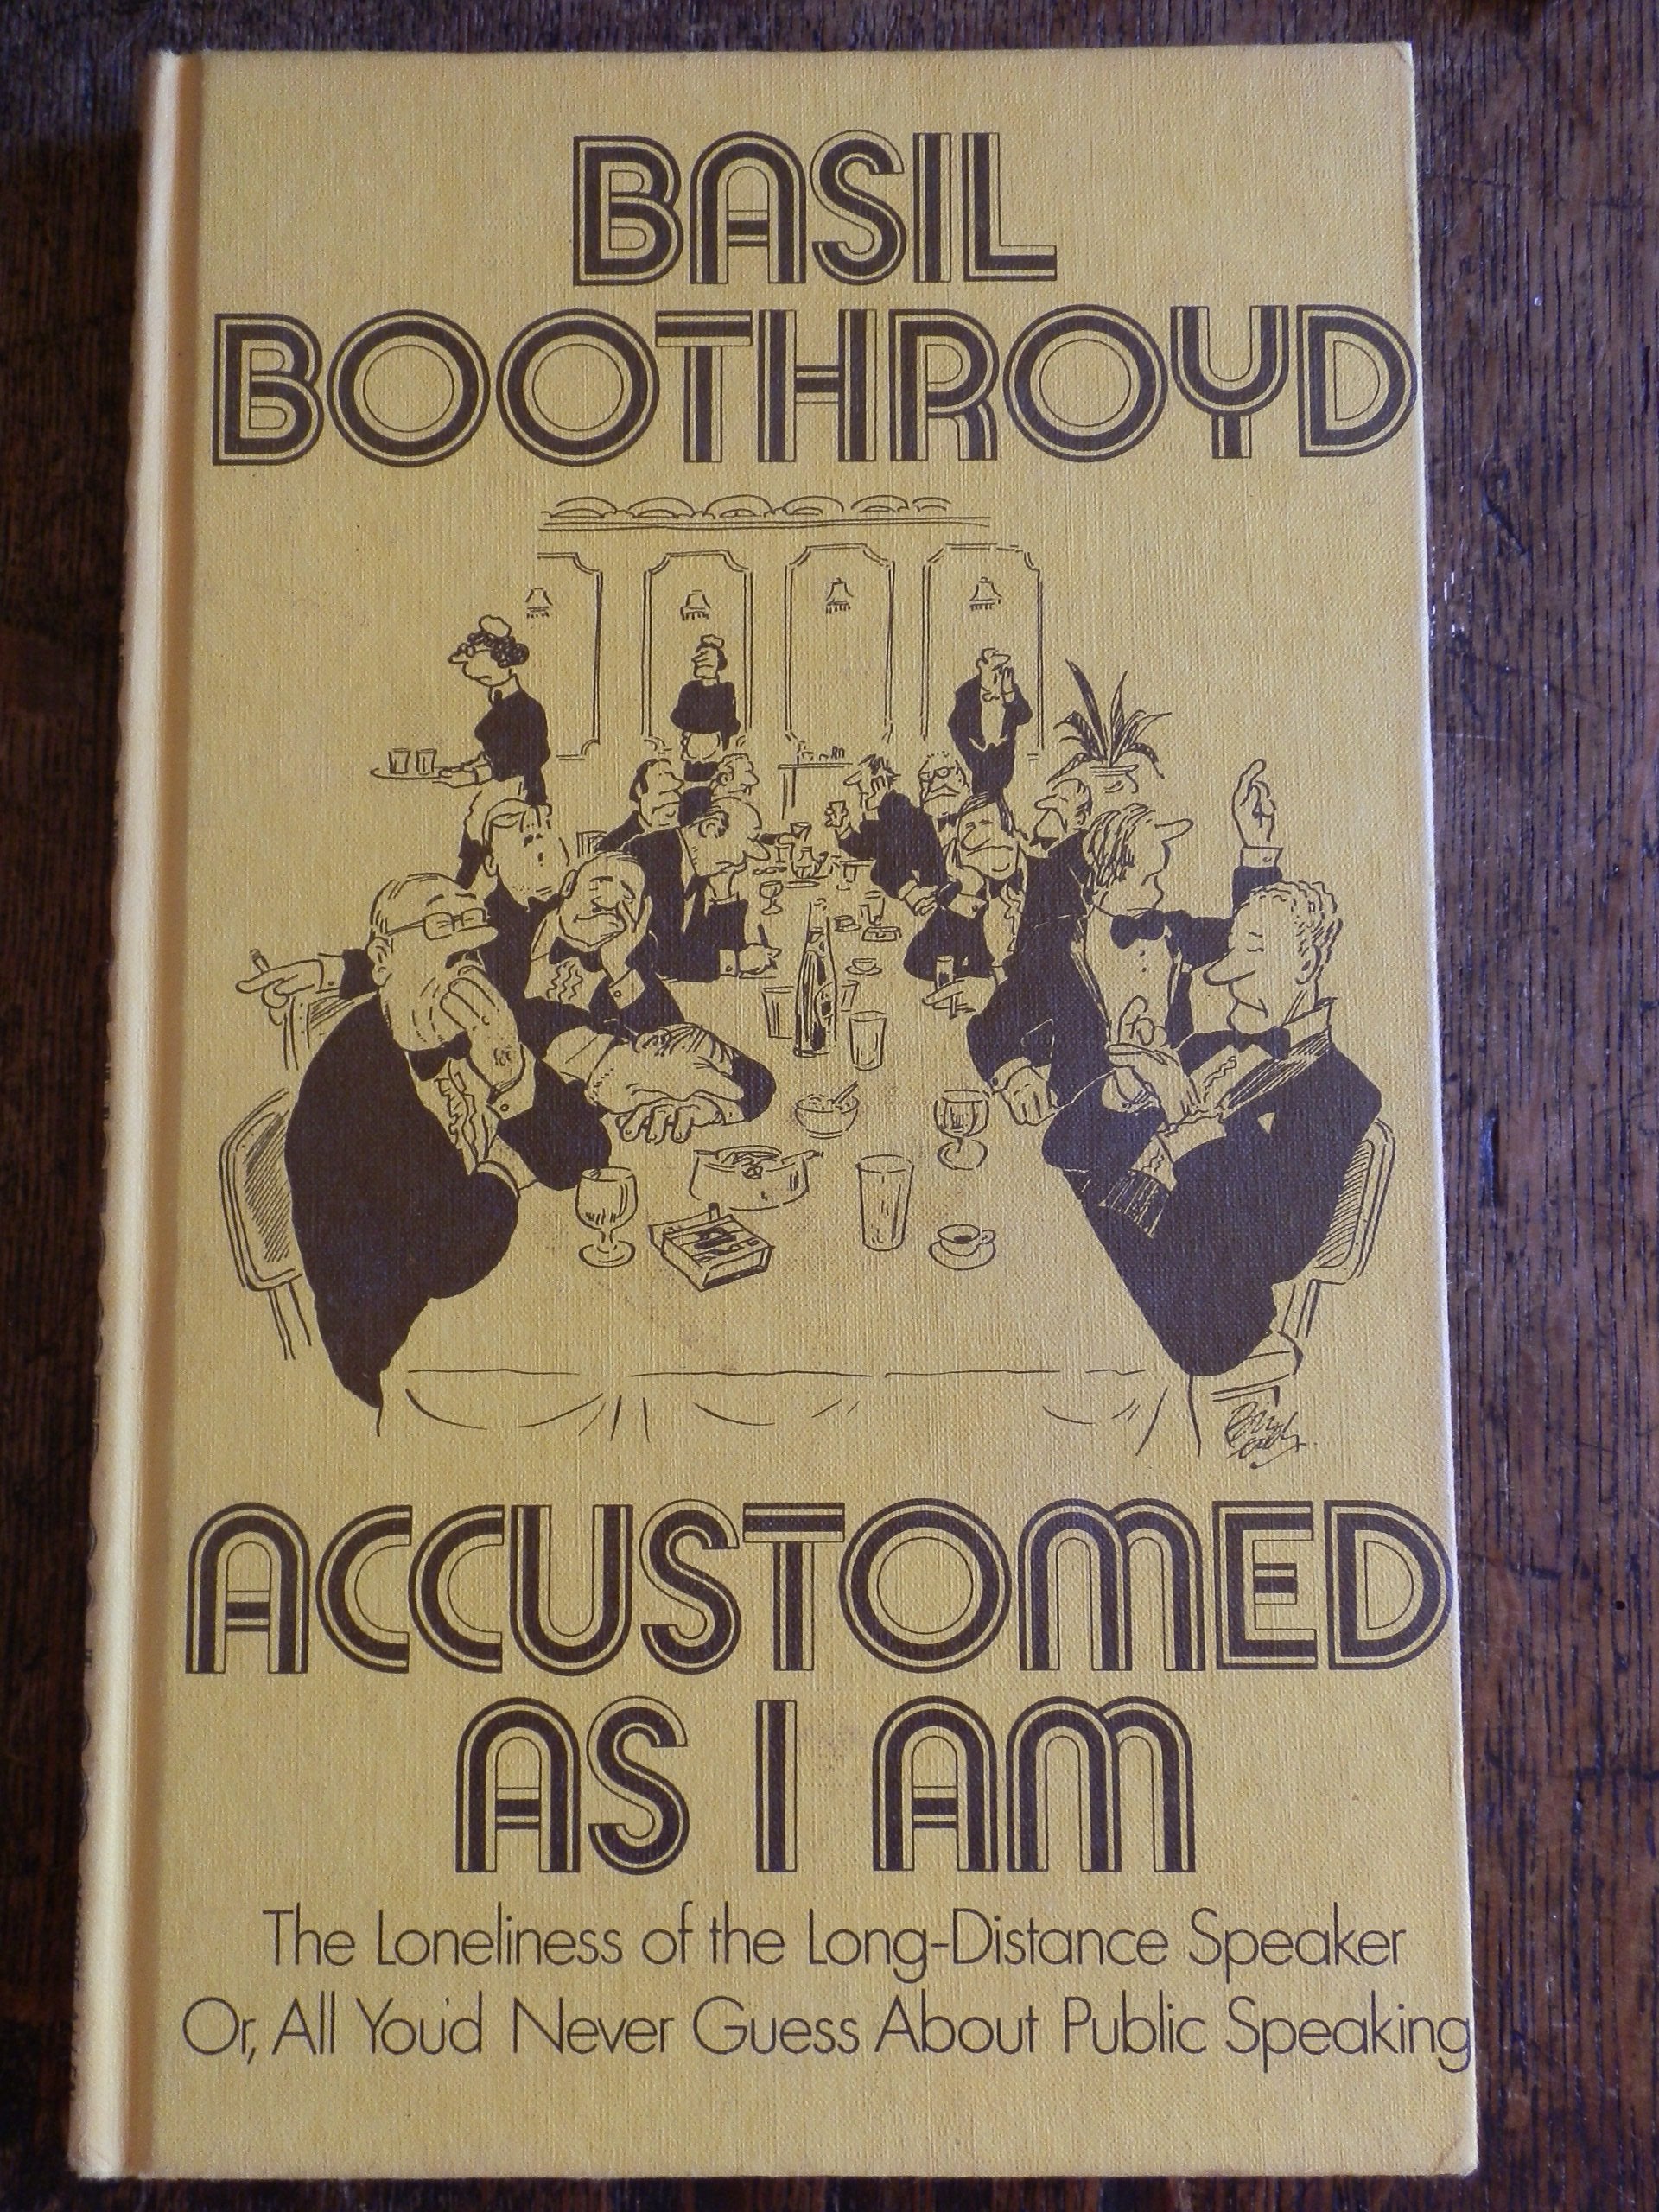 BASIL
BOOTHROYD
ACCUSTOMED
AS I AM
The Loneliness of the Long-Distance Speaker
Or, All You'd Never Guess About Public Speaking